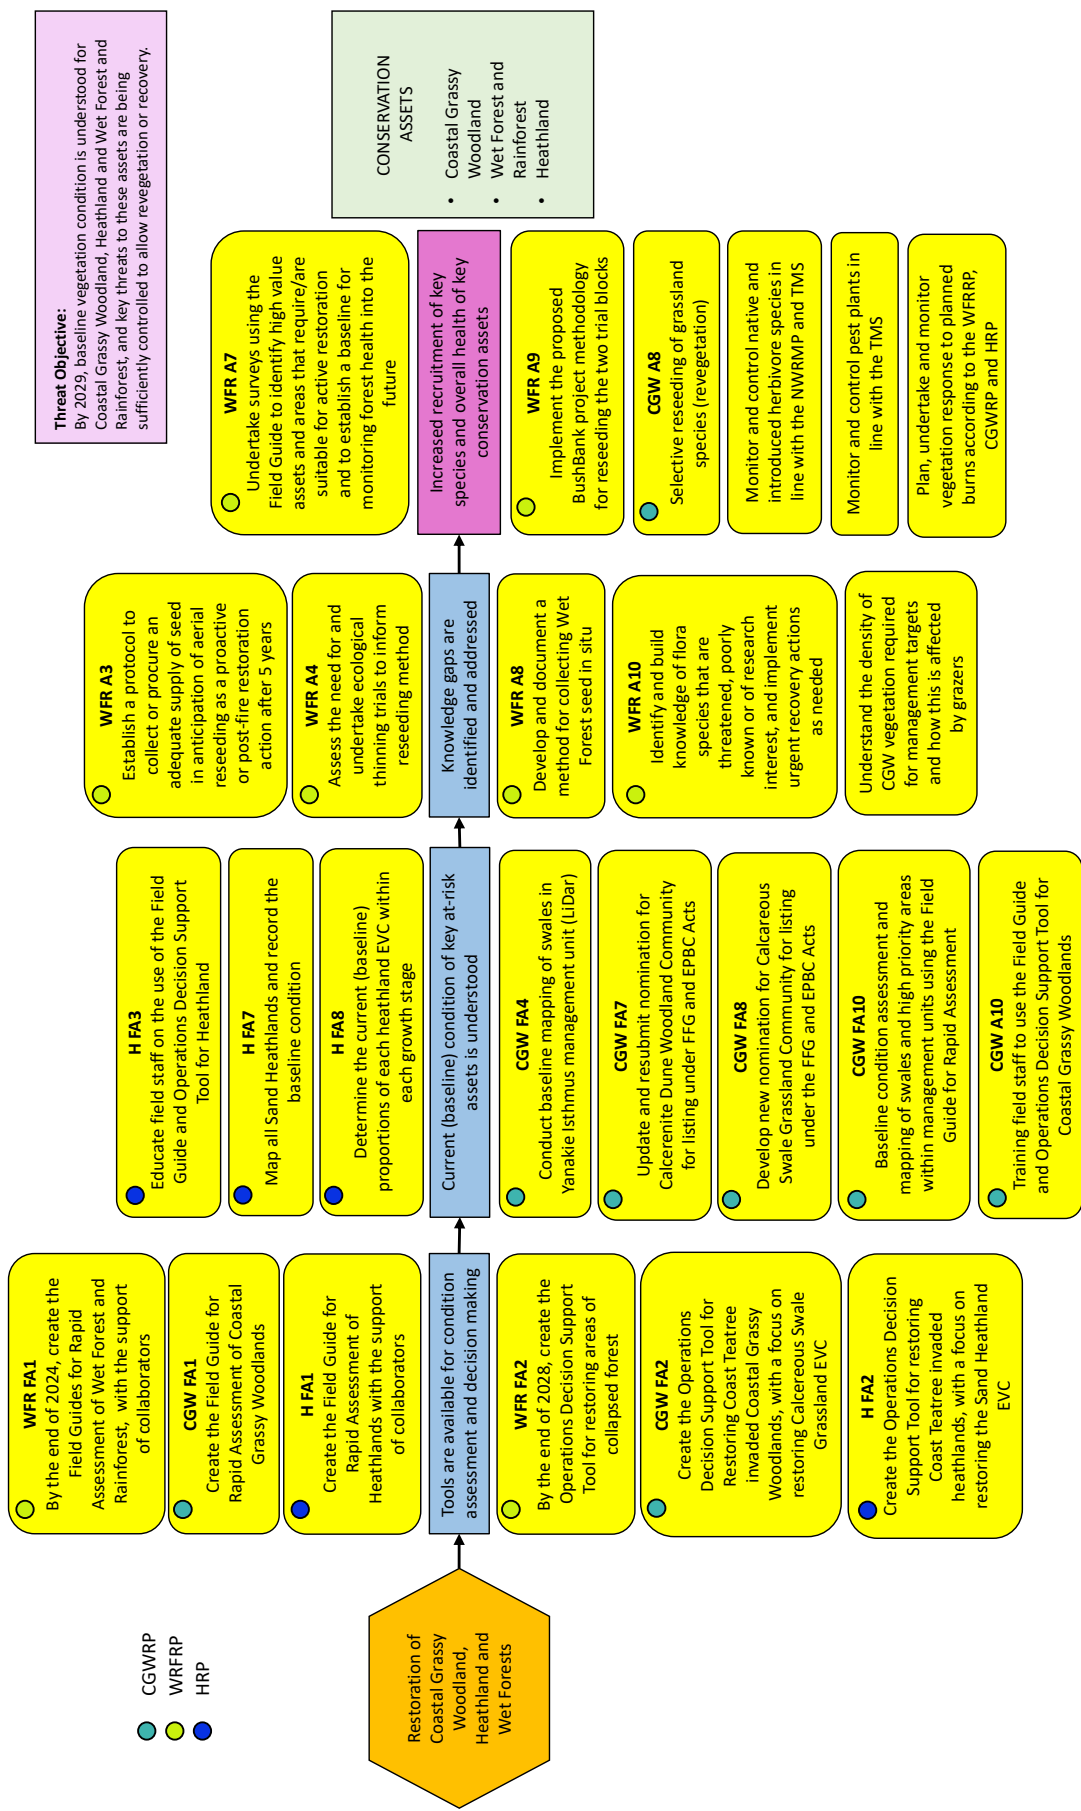 CGWRP
WRFRP
HRP
Threat Objective:
By 2029, baseline vegetation condition is understood for
Coastal Grassy Woodland, Heathland and Wet Forest and
Rainforest, and key threats to these assets are being
sufficiently controlled to allow revegetation or recovery.
Restoration of
Coastal Grassy
Woodland,
Heathland and
Wet Forests
WFR FA1
By the end of 2024, create the
Field Guides for Rapid
Assessment of Wet Forest and
Rainforest,  with the support
of collaborators
CGW FA1
Create the Field Guide for
Rapid Assessment of Coastal
Grassy Woodlands
H FA1
Create the Field Guide for
Rapid Assessment of
Heathlands with the support
of collaborators
Tools are available for condition
assessment and decision making
WFR FA2
By the end of 2028, create the
Operations Decision Support
Tool for restoring areas of
collapsed forest
CGW FA2
Create the Operations
Decision Support Tool for
Restoring Coast Teatree
invaded Coastal Grassy
Woodlands, with a focus on
restoring Calcereous Swale
Grassland EVC
H FA2
Create the Operations Decision
Support Tool for restoring
Coast Teatree invaded
heathlands, with a focus on
restoring the Sand Heathland
EVC
H FA3
Educate field staff on the use of the Field
Guide and Operations Decision Support
Tool for Heathland
H FA7
Map all Sand Heathlands and record the
baseline condition
H FA8
Determine the current (baseline)
proportions of each heathland EVC within
each growth stage
Current (baseline) condition of key at-risk
assets is understood
CGW FA4
Conduct baseline mapping of swales in
Yanakie Isthmus management unit (LiDar)
CGW FA7
Update and resubmit nomination for
Calcerenite Dune Woodland Community
for listing under FFG and EPBC Acts
CGW FA8
Develop new nomination for Calcareous
Swale Grassland Community for listing
under the FFG and EPBC Acts
CGW FA10
Baseline condition assessment and
mapping of swales and high priority areas
within management units using the Field
Guide for Rapid Assessment
CGW A10
Training field staff to use the Field Guide
and Operations Decision Support Tool for
Coastal Grassy Woodlands
WFR A3
Establish a protocol to
collect or procure an
adequate supply of seed
in anticipation of aerial
reseeding as a proactive
or post-fire restoration
action after 5 years
WFR A4
Assess the need for and
undertake ecological
thinning trials to inform
reseeding method
Knowledge gaps are
identified and addressed
WFR A8
Develop and document a
method for collecting Wet
Forest seed in situ
WFR A10
Identify and build
knowledge of flora
species that are
threatened, poorly
known or of research
interest, and implement
urgent recovery actions
as needed
Understand the density of
CGW vegetation required
for management targets
and how this is affected
by grazers
WFR A7
Undertake surveys using the
Field Guide to identify high value
assets and areas that require/are
suitable for active restoration
and to establish a baseline for
monitoring forest health into the
future
Increased recruitment of key
species and overall health of key
conservation assets
WFR A9
Implement the proposed
BushBank project methodology
for reseeding the two trial blocks
CGW A8
Selective reseeding of grassland
species (revegetation)
Monitor and control native and
introduced herbivore species in
line with the NWRMP and TMS
Monitor and control pest plants in
line with the TMS
Plan, undertake and monitor
vegetation response to planned
burns according to the WFRRP,
CGWRP and HRP
CONSERVATION
ASSETS
• Coastal Grassy
Woodland
• Wet Forest and
Rainforest
• Heathland